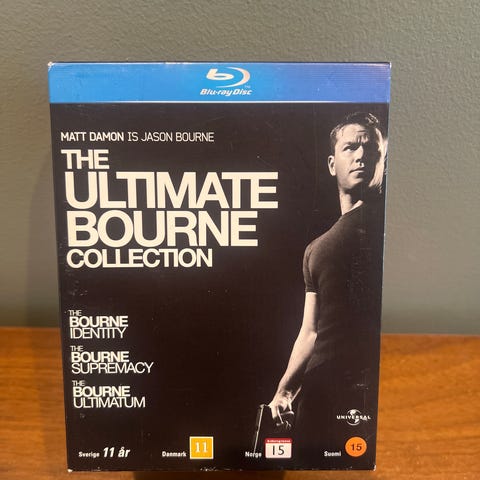 Blu-ray Disc
MATT DAMON IS JASON BOURNE
THE
ULTIMATE
BOURNE
COLLECTION
THE
BOURNE
IDENTITY
THE
BOURNE
SUPREMACY
THE
BOURNE
ULTIMATUM
UNIVERSAL
Sverige 11 år
Danmark 11
Norge 15
Suomi 15